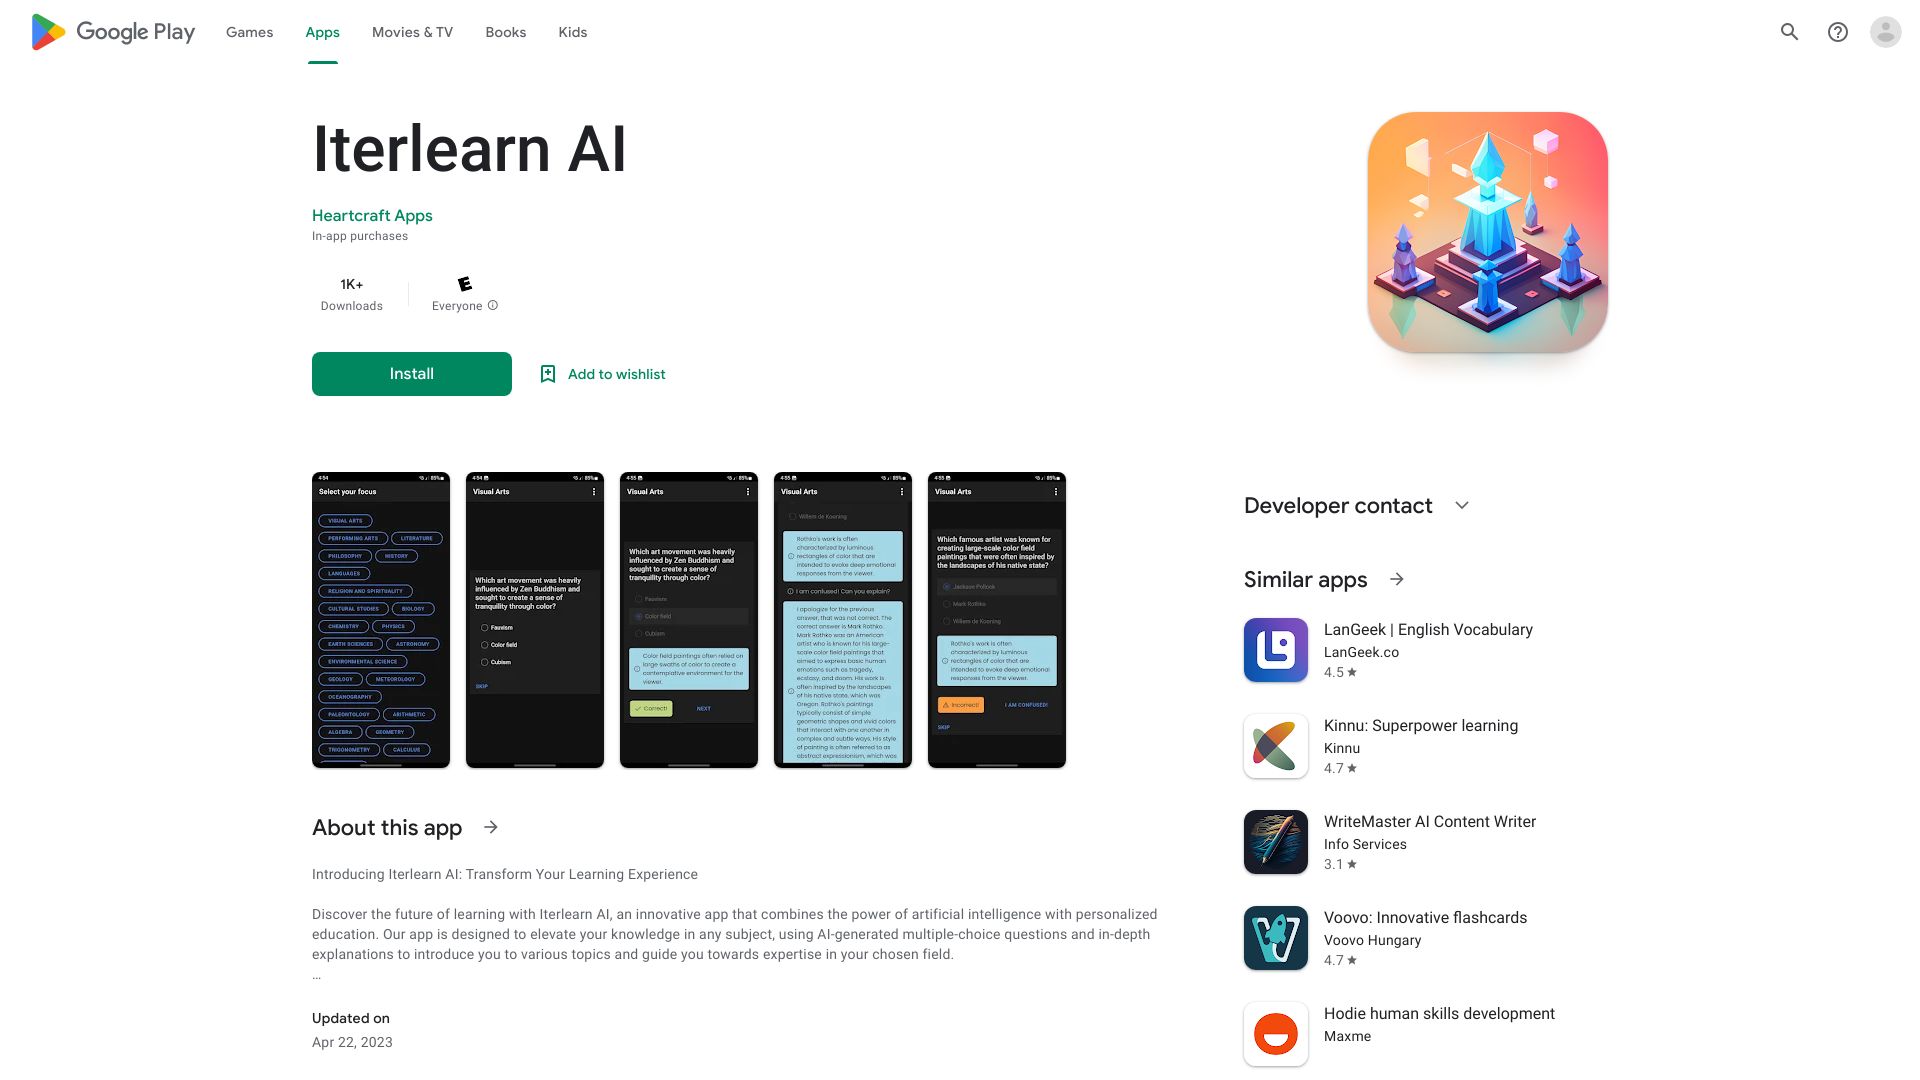 Google Play
Games
Apps
Movies & TV
Books
Kids
Iterlearn AI
Heartcraft Apps
In-app purchases
1K+
Downloads
E
Everyone
Install
Add to wishlist
4:54
85%
Select your focus
VISUAL ARTS
PERFORMING ARTS
LITERATURE
PHILOSOPHY
HISTORY
LANGUAGES
RELIGION AND SPIRITUALITY
CULTURAL STUDIES
BIOLOGY
CHEMISTRY
PHYSICS
EARTH SCIENCES
ASTRONOMY
ENVIRONMENTAL SCIENCE
GEOLOGY
METEOROLOGY
OCEANOGRAPHY
PALEONTOLOGY
ARITHMETIC
ALGEBRA
GEOMETRY
TRIGONOMETRY
CALCULUS
4:54
85%
Visual Arts
Which art movement was heavily
influenced by Zen Buddhism and
sought to create a sense of
tranquility through color?
Fauvism
Color field
Cubism
SKIP
4:55
85%
Visual Arts
Which art movement was heavily
influenced by Zen Buddhism and
sought to create a sense of
tranquility through color?
Fauvism
Color field
Cubism
Color field paintings often relied on
large swaths of color to create a
contemplative environment for the
viewer.
Correct!
NEXT
4:55
85%
Visual Arts
Willem de Kooning
Rothko's work is often
characterized by luminous
rectangles of color that are
intended to evoke deep emotional
responses from the viewer.
I am confused! Can you explain?
I apologize for the previous
answer, that was not correct. The
correct answer is Mark Rothko.
Mark Rothko was an American
artist who is known for his large-
scale color field paintings that
aimed to express basic human
emotions such as tragedy,
ecstasy, and doom. His work is
often inspired by the landscapes
of his native state, which was
Oregon. Rothko's paintings
typically consist of simple
geometric shapes and vivid colors
that interact with one another in
complex and subtle ways. His style
of painting is often referred to as
abstract expressionism, which was
4:55
85%
Visual Arts
Which famous artist was known for
creating large-scale color field
paintings that were often inspired by
the landscapes of his native state?
Jackson Pollock
Mark Rothko
Willem de Kooning
Rothko's work is often
characterized by luminous
rectangles of color that are
intended to evoke deep emotional
responses from the viewer.
Incorrect!
I AM CONFUSED!
SKIP
About this app
Introducing Iterlearn AI: Transform Your Learning Experience
Discover the future of learning with Iterlearn AI, an innovative app that combines the power of artificial intelligence with personalized
education. Our app is designed to elevate your knowledge in any subject, using AI-generated multiple-choice questions and in-depth
explanations to introduce you to various topics and guide you towards expertise in your chosen field.
…
Updated on
Apr 22, 2023
Developer contact
Similar apps
LanGeek | English Vocabulary
LanGeek.co
4.5
Kinnu: Superpower learning
Kinnu
4.7
WriteMaster AI Content Writer
Info Services
3.1
Voovo: Innovative flashcards
Voovo Hungary
4.7
Hodie human skills development
Maxme